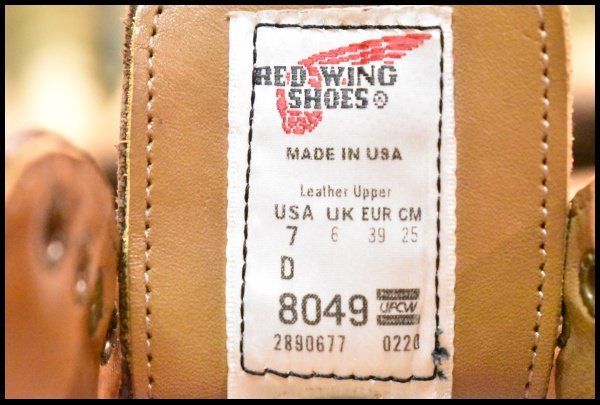 RED WING
SHOES ®
MADE IN USA
Leather Upper
USA UK EUR CM
7 6 39 25
D
8049 UFCW
2890677 0220